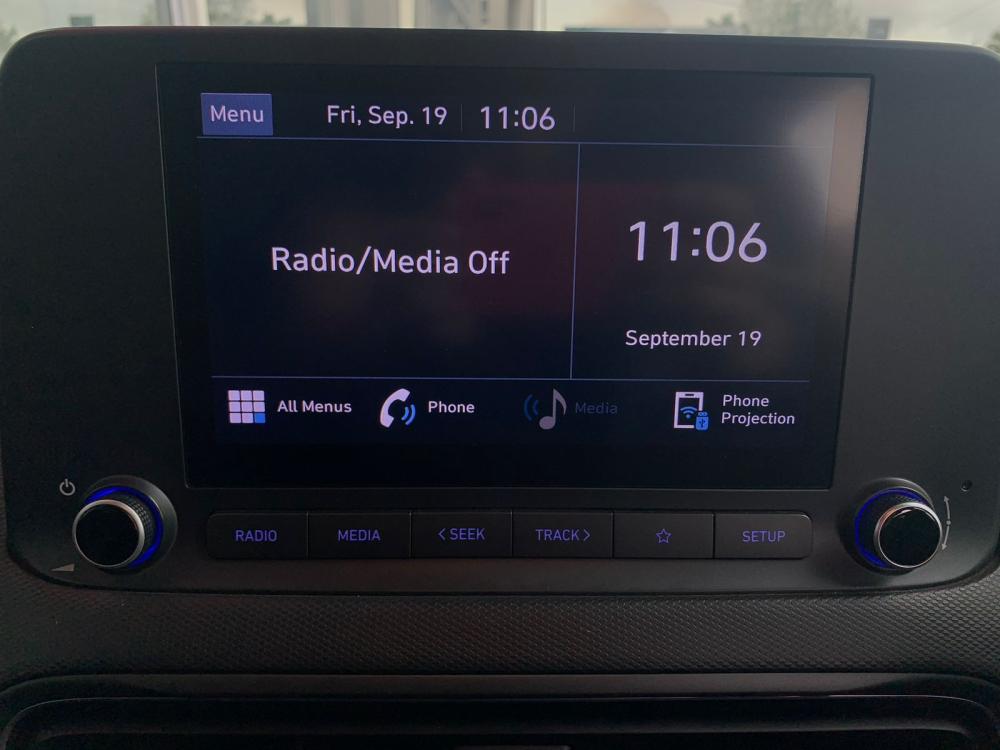 Menu
Fri, Sep. 19
11:06
Radio/Media Off
11:06
September 19
All Menus
Phone
Media
Phone
Projection
RADIO
MEDIA
< SEEK
TRACK >
SETUP